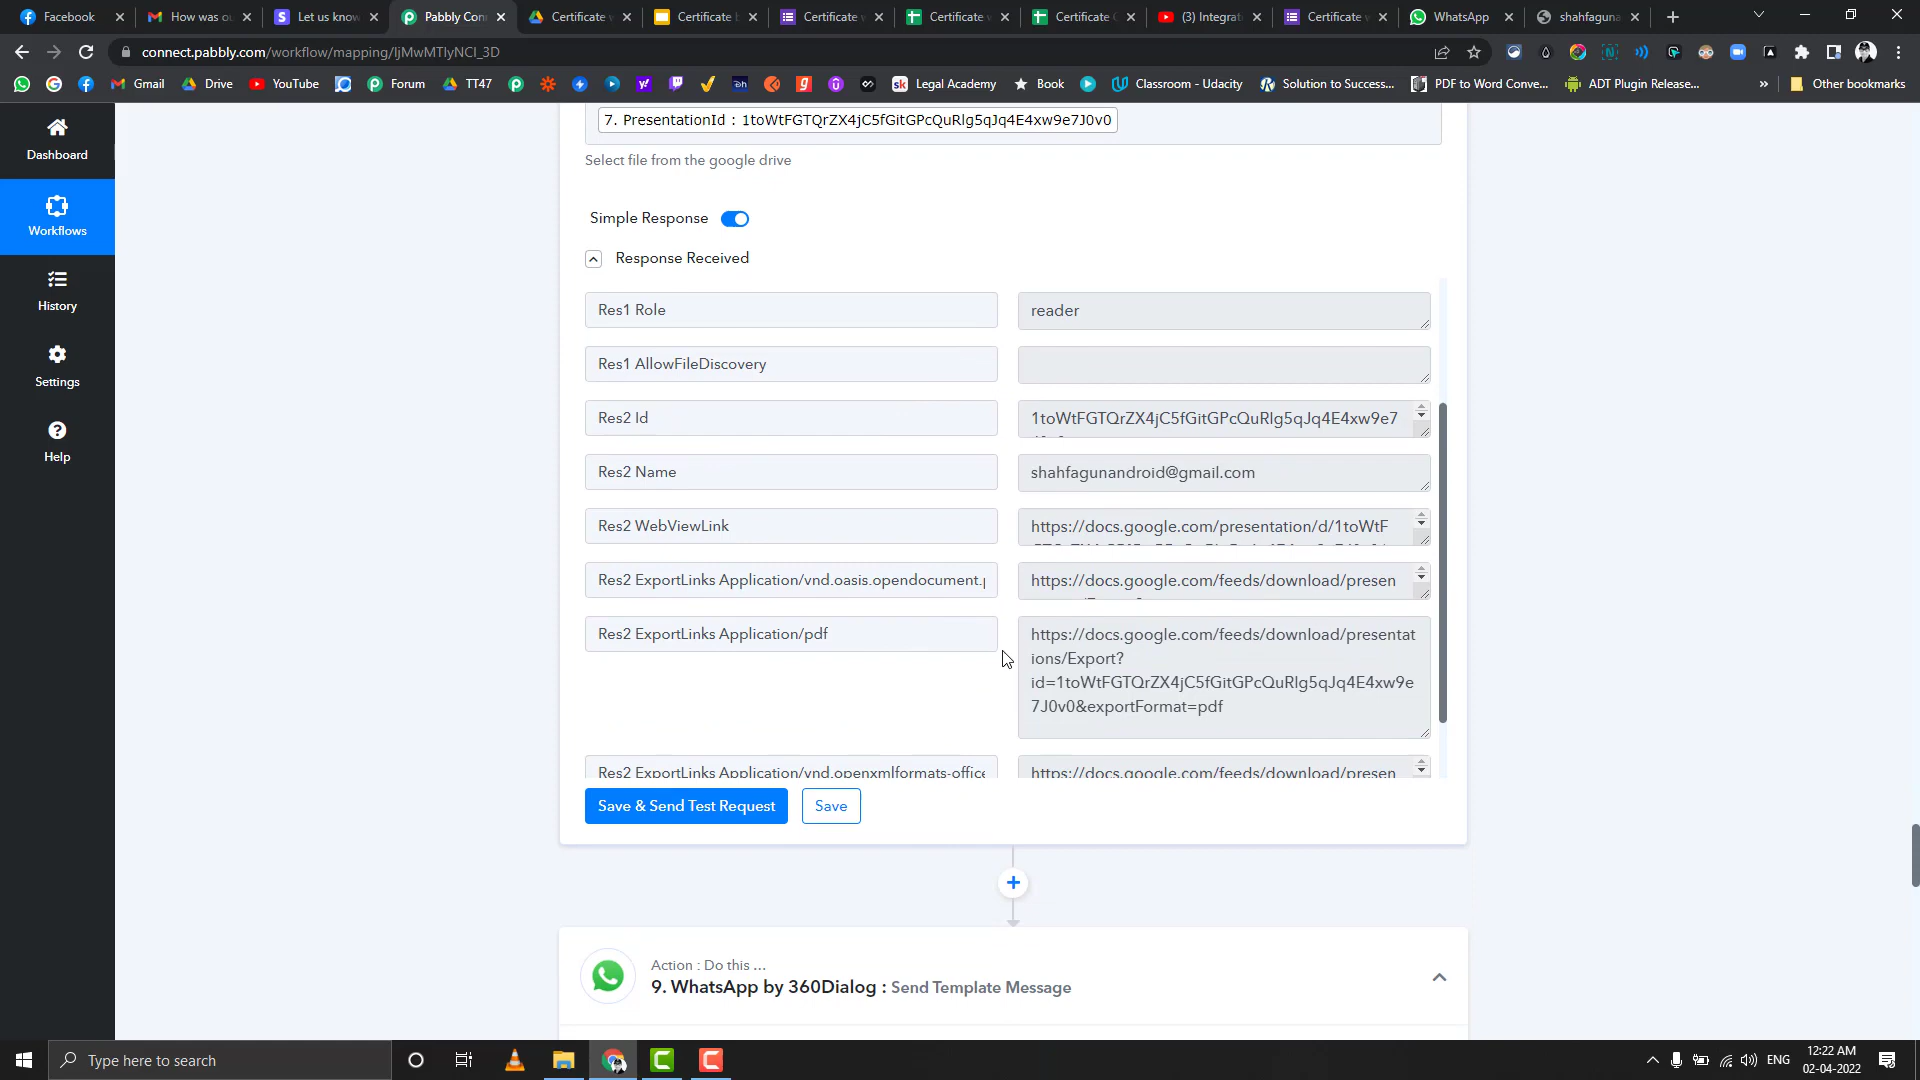 Facebook
How was o
Let us know
Pabbly Con
Certificate
Certificate
Certificate
Certificate
Certificate
(3) Integrat
Certificate
WhatsApp
shahfaguna
connect.pabbly.com/workflow/mapping/IjMwMTIyNCI_3D
Gmail
Drive
YouTube
Forum
TT47
Legal Academy
Book
Classroom - Udacity
Solution to Success...
PDF to Word Conve...
ADT Plugin Release...
Other bookmarks
Dashboard
Workflows
History
Settings
Help
7. PresentationId : 1toWtFGTQrZX4jC5fGitGPcQuRlg5qJq4E4xw9e7J0v0
Select file from the google drive
Simple Response
Response Received
Res1 Role
reader
Res1 AllowFileDiscovery
Res2 Id
1toWtFGTQrZX4jC5fGitGPcQuRlg5qJq4E4xw9e7
Res2 Name
shahfagunandroid@gmail.com
Res2 WebViewLink
https://docs.google.com/presentation/d/1toWtF
Res2 ExportLinks Application/vnd.oasis.opendocument.p
https://docs.google.com/feeds/download/presen
Res2 ExportLinks Application/pdf
https://docs.google.com/feeds/download/presentat
ions/Export?
id=1toWtFGTQrZX4jC5fGitGPcQuRlg5qJq4E4xw9e
7J0v0&exportFormat=pdf
Res2 ExportLinks Application/vnd.openxmlformats-office
https://docs.google.com/feeds/download/presen
Save & Send Test Request
Save
Action : Do this ...
9. WhatsApp by 360Dialog : Send Template Message
Type here to search
ENG
12:22 AM
02-04-2022